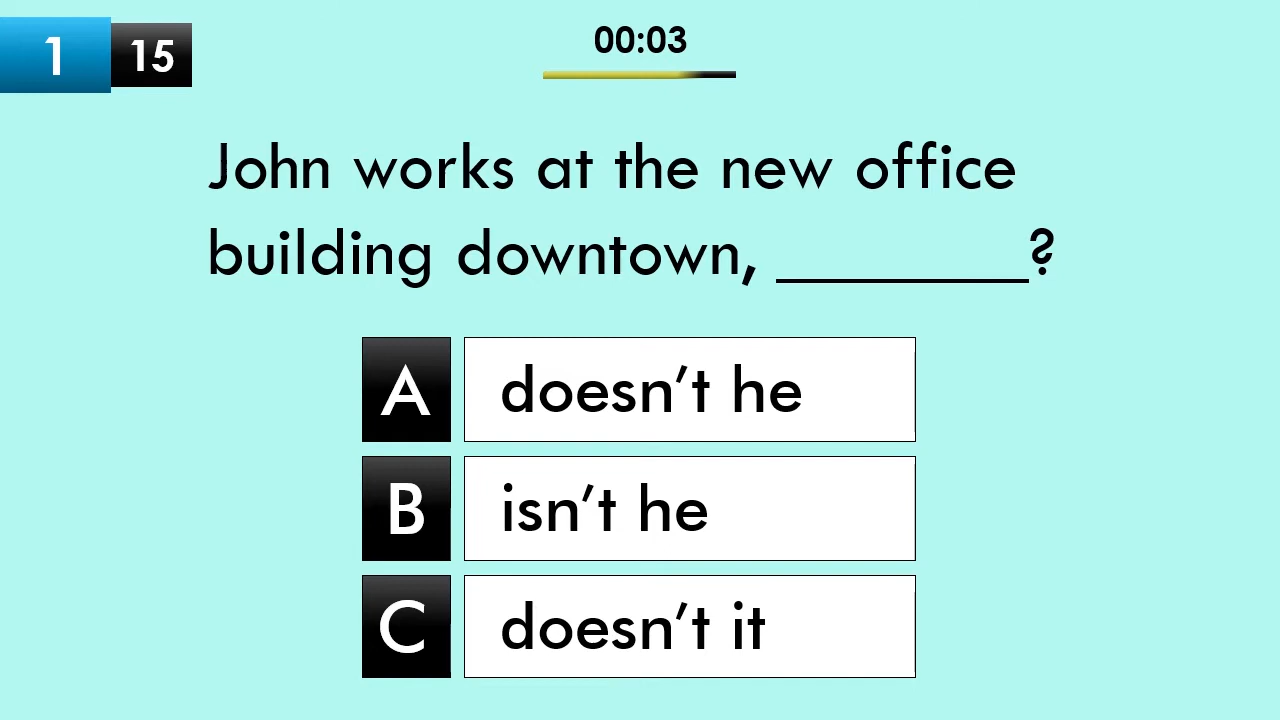 1 15
00:03
John works at the new office
building downtown, ________?
A doesn’t he
B isn’t he
C doesn’t it